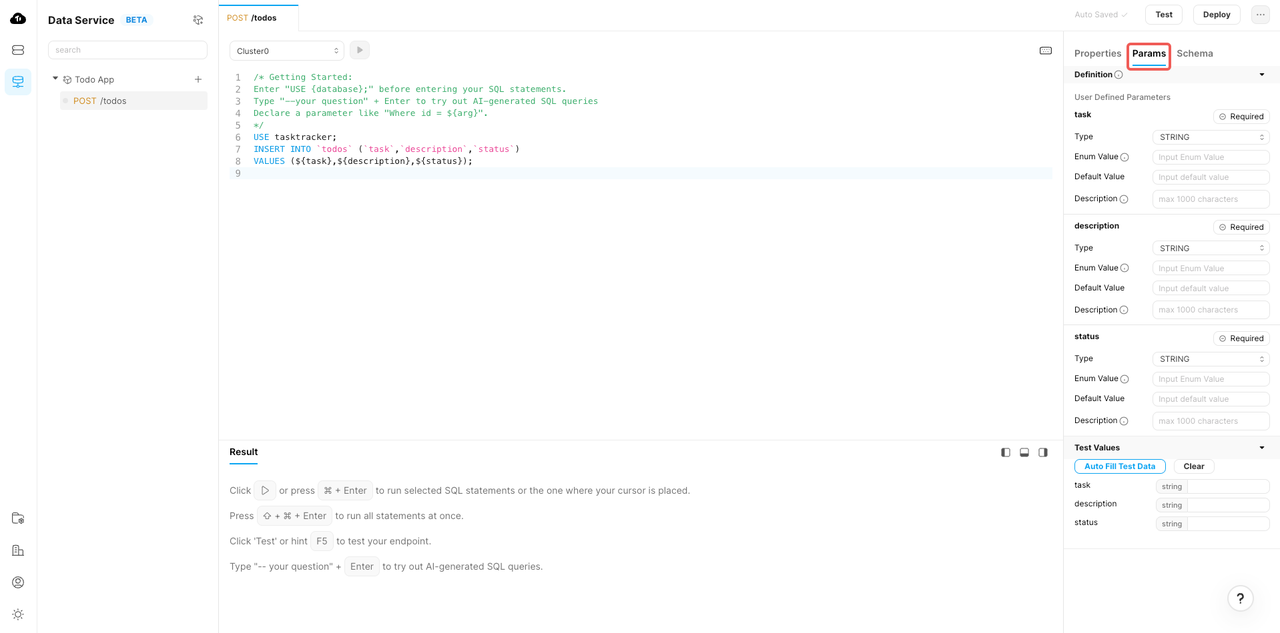 Data Service BETA
search
Todo App
POST /todos
POST /todos
Auto Saved
Test
Deploy
Cluster0
1 /* Getting Started:
2 Enter "USE {database};" before entering your SQL statements.
3 Type "--your question" + Enter to try out AI-generated SQL queries
4 Declare a parameter like "Where id = ${arg}".
5 */
6 USE tasktracker;
7 INSERT INTO `todos` (`task`,`description`,`status`)
8 VALUES (${task},${description},${status});
9
Result
Click or press ⌘ + Enter to run selected SQL statements or the one where your cursor is placed.
Press ⇧ + ⌘ + Enter to run all statements at once.
Click 'Test' or hint F5 to test your endpoint.
Type "-- your question" + Enter to try out AI-generated SQL queries.
Properties Params Schema
Definition
User Defined Parameters
task Required
Type STRING
Enum Value Input Enum Value
Default Value Input default value
Description max 1000 characters
description Required
Type STRING
Enum Value Input Enum Value
Default Value Input default value
Description max 1000 characters
status Required
Type STRING
Enum Value Input Enum Value
Default Value Input default value
Description max 1000 characters
Test Values
Auto Fill Test Data Clear
task string
description string
status string
?